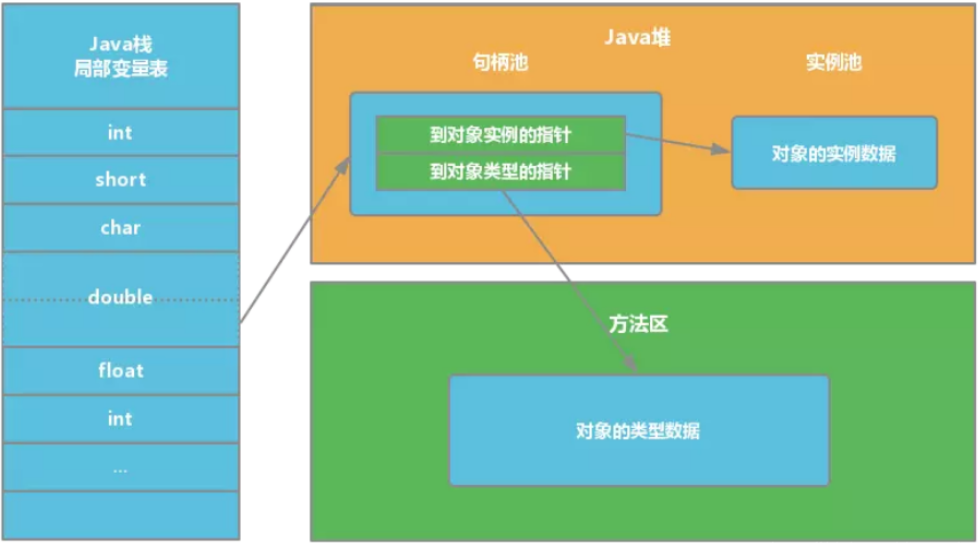 Java栈
局部变量表
int
short
char
double
float
int
...
Java堆
句柄池
实例池
到对象实例的指针
到对象类型的指针
对象的实例数据
方法区
对象的类型数据